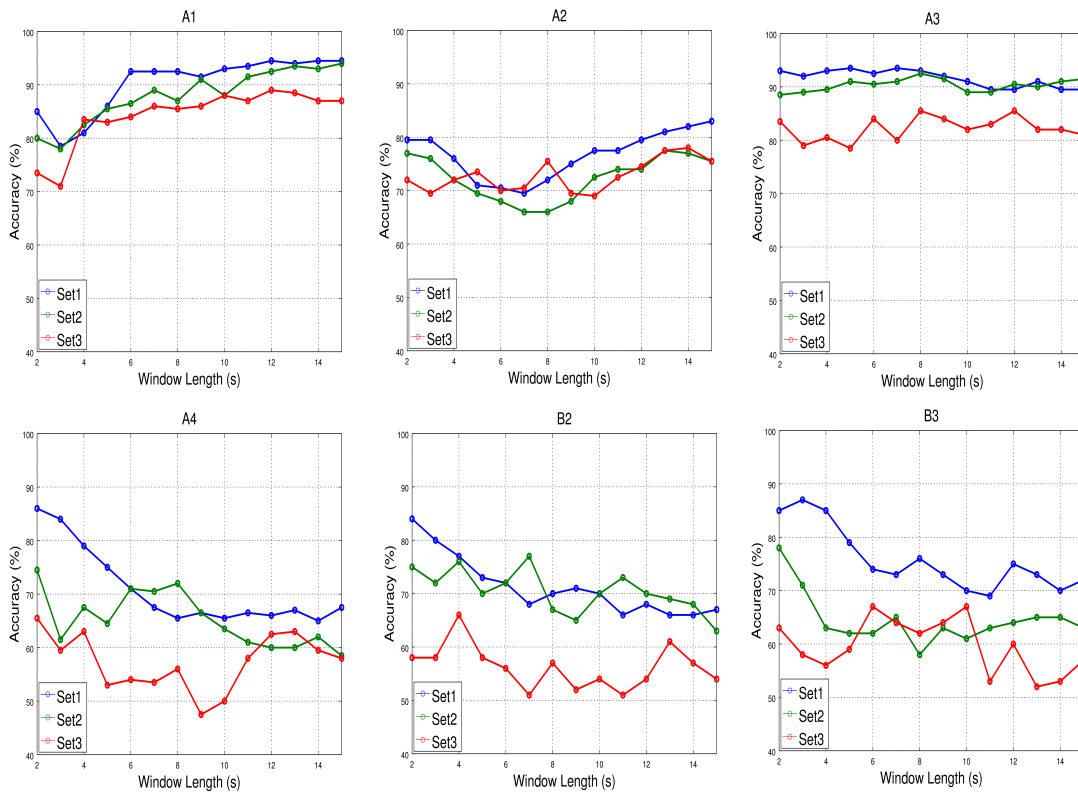 A1
100
90
80
70
60
50
40
Accuracy (%)
Set1
Set2
Set3
2 4 6 8 10 12 14
Window Length (s)
A2
100
90
80
70
60
50
40
Accuracy (%)
Set1
Set2
Set3
2 4 6 8 10 12 14
Window Length (s)
A3
100
90
80
70
60
50
40
Accuracy (%)
Set1
Set2
Set3
2 4 6 8 10 12 14
Window Length (s)
A4
100
90
80
70
60
50
40
Accuracy (%)
Set1
Set2
Set3
2 4 6 8 10 12 14
Window Length (s)
B2
100
90
80
70
60
50
40
Accuracy (%)
Set1
Set2
Set3
2 4 6 8 10 12 14
Window Length (s)
B3
100
90
80
70
60
50
40
Accuracy (%)
Set1
Set2
Set3
2 4 6 8 10 12 14
Window Length (s)